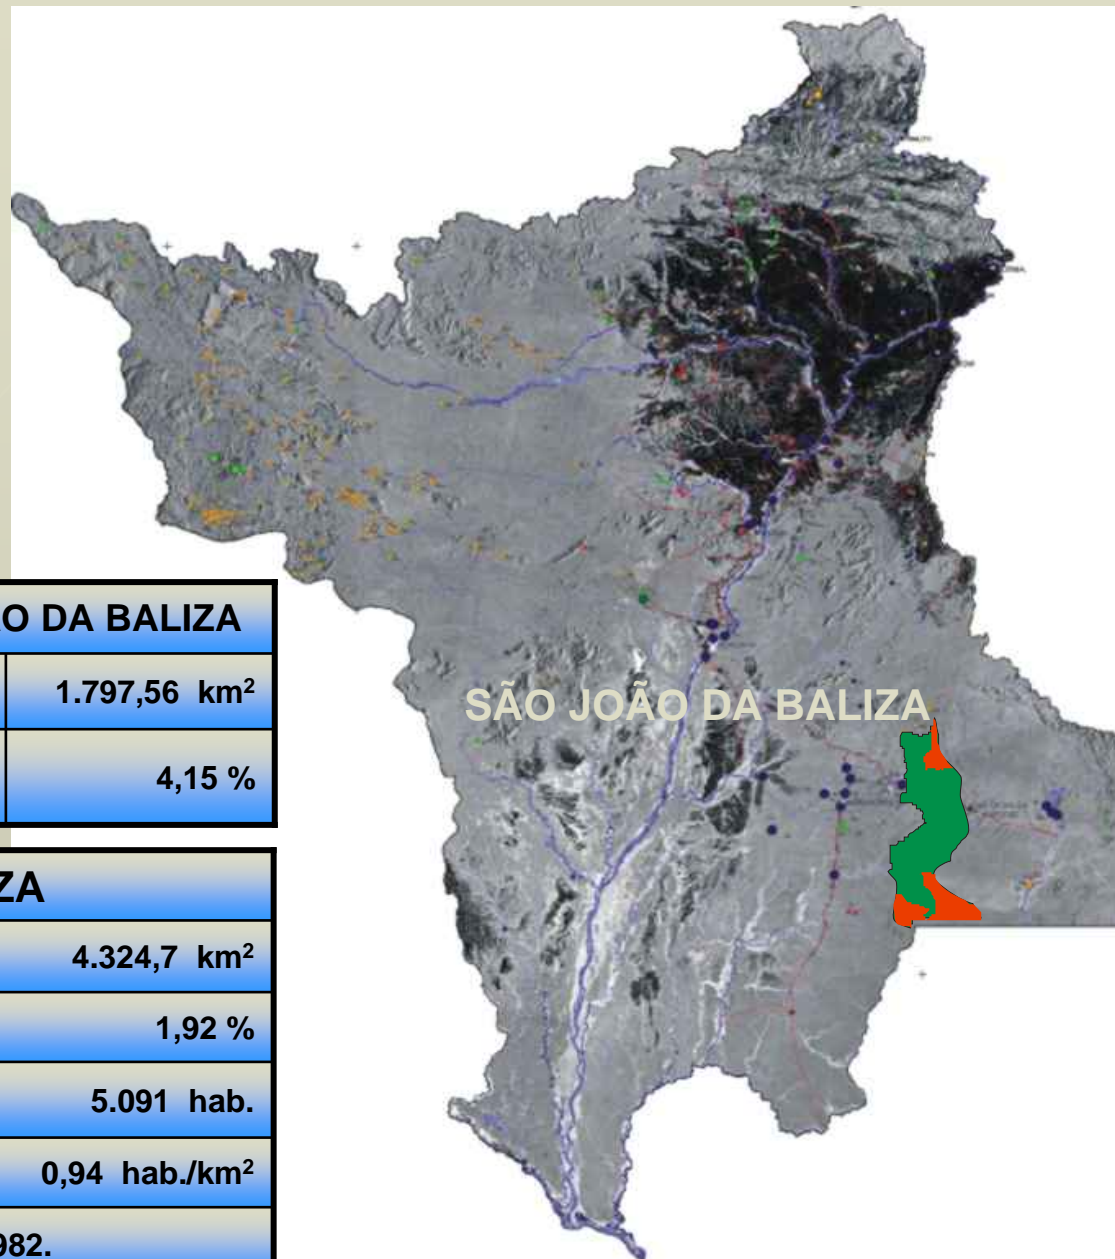 ÃO DA BALIZA
1.797,56 km²
4,15 %
SÃO JOÃO DA BALIZA
ZA
4.324,7 km²
1,92 %
5.091 hab.
0,94 hab./km²
982.